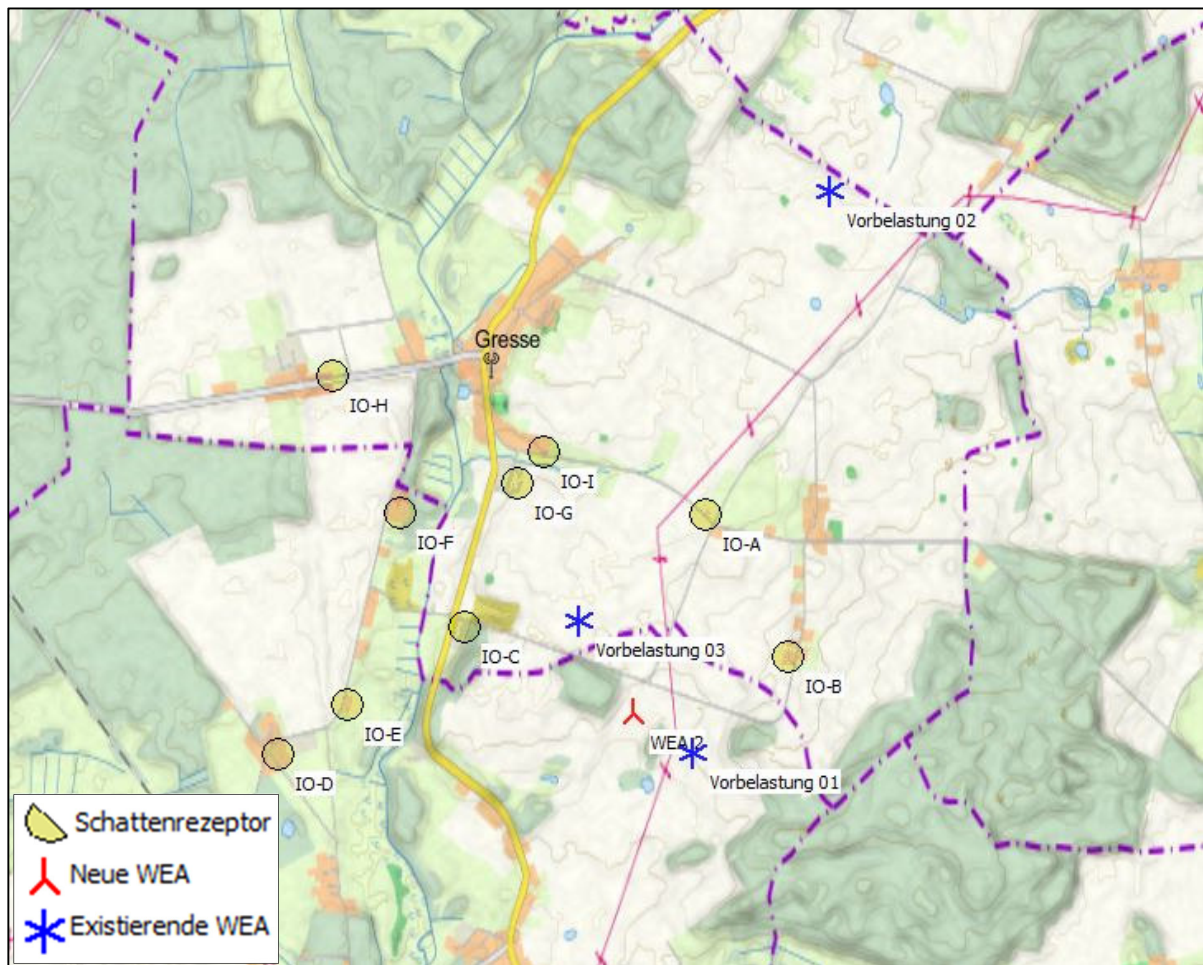 Vorbelastung 02
Gresse
IO-H
IO-I
IO-G
IO-F
IO-A
IO-C
Vorbelastung 03
IO-B
IO-E
WEA 2
IO-D
Vorbelastung 01
Schattenrezeptor
Neue WEA
Existierende WEA